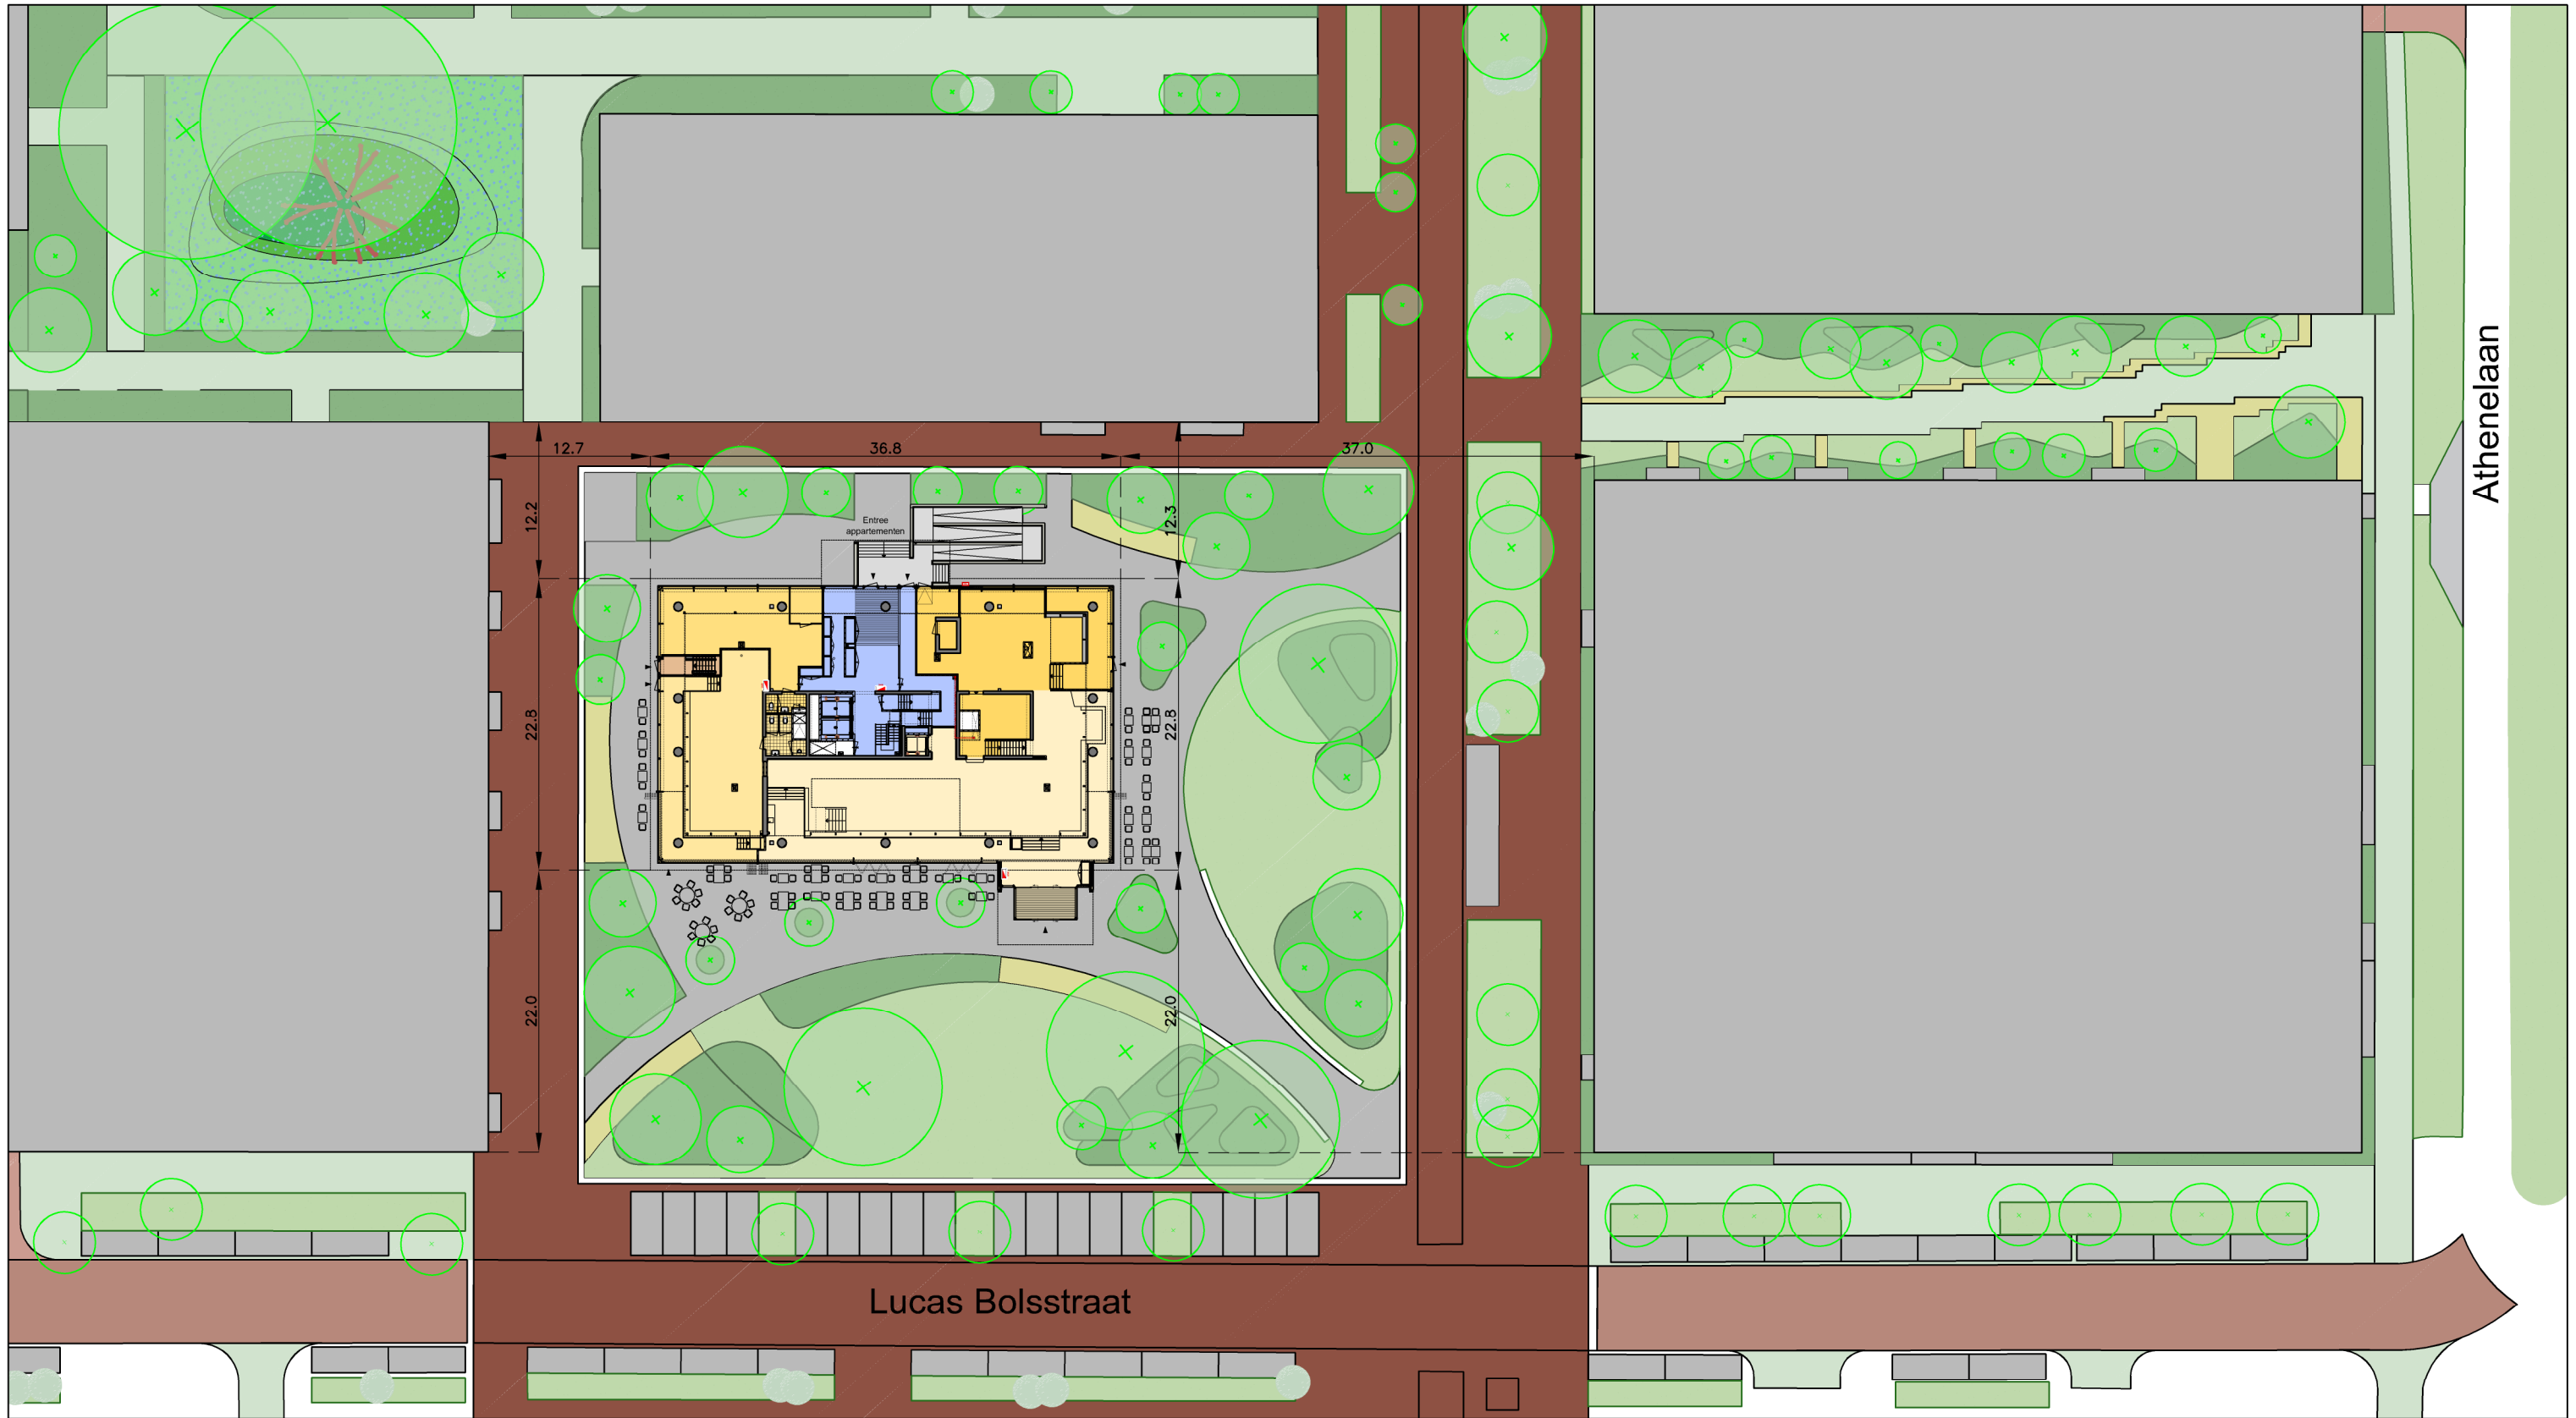 Athenelaan
12.7
36.8
37.0
12.2
12.3
Entree
appartementen
22.8
22.8
22.0
22.0
Lucas Bolsstraat